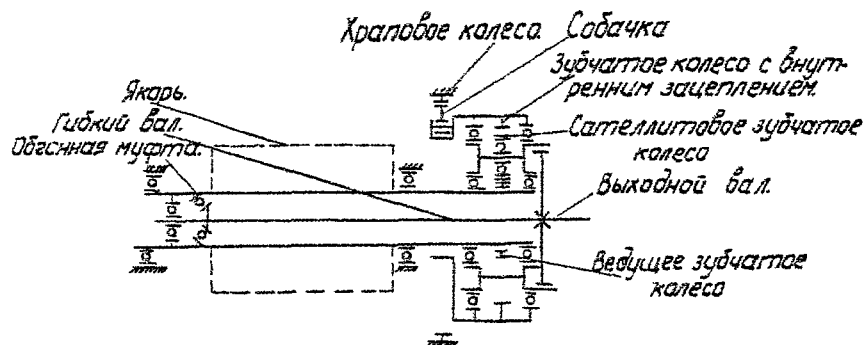 Храповое колесо.
Собачка
Зубчатое колесо с внут-
ренним зацеплением.
Якорь.
Гибкий вал.
Обгонная муфта.
Сателлитовое зубчатое
колесо
Выходной вал.
Ведущее зубчатое
колесо